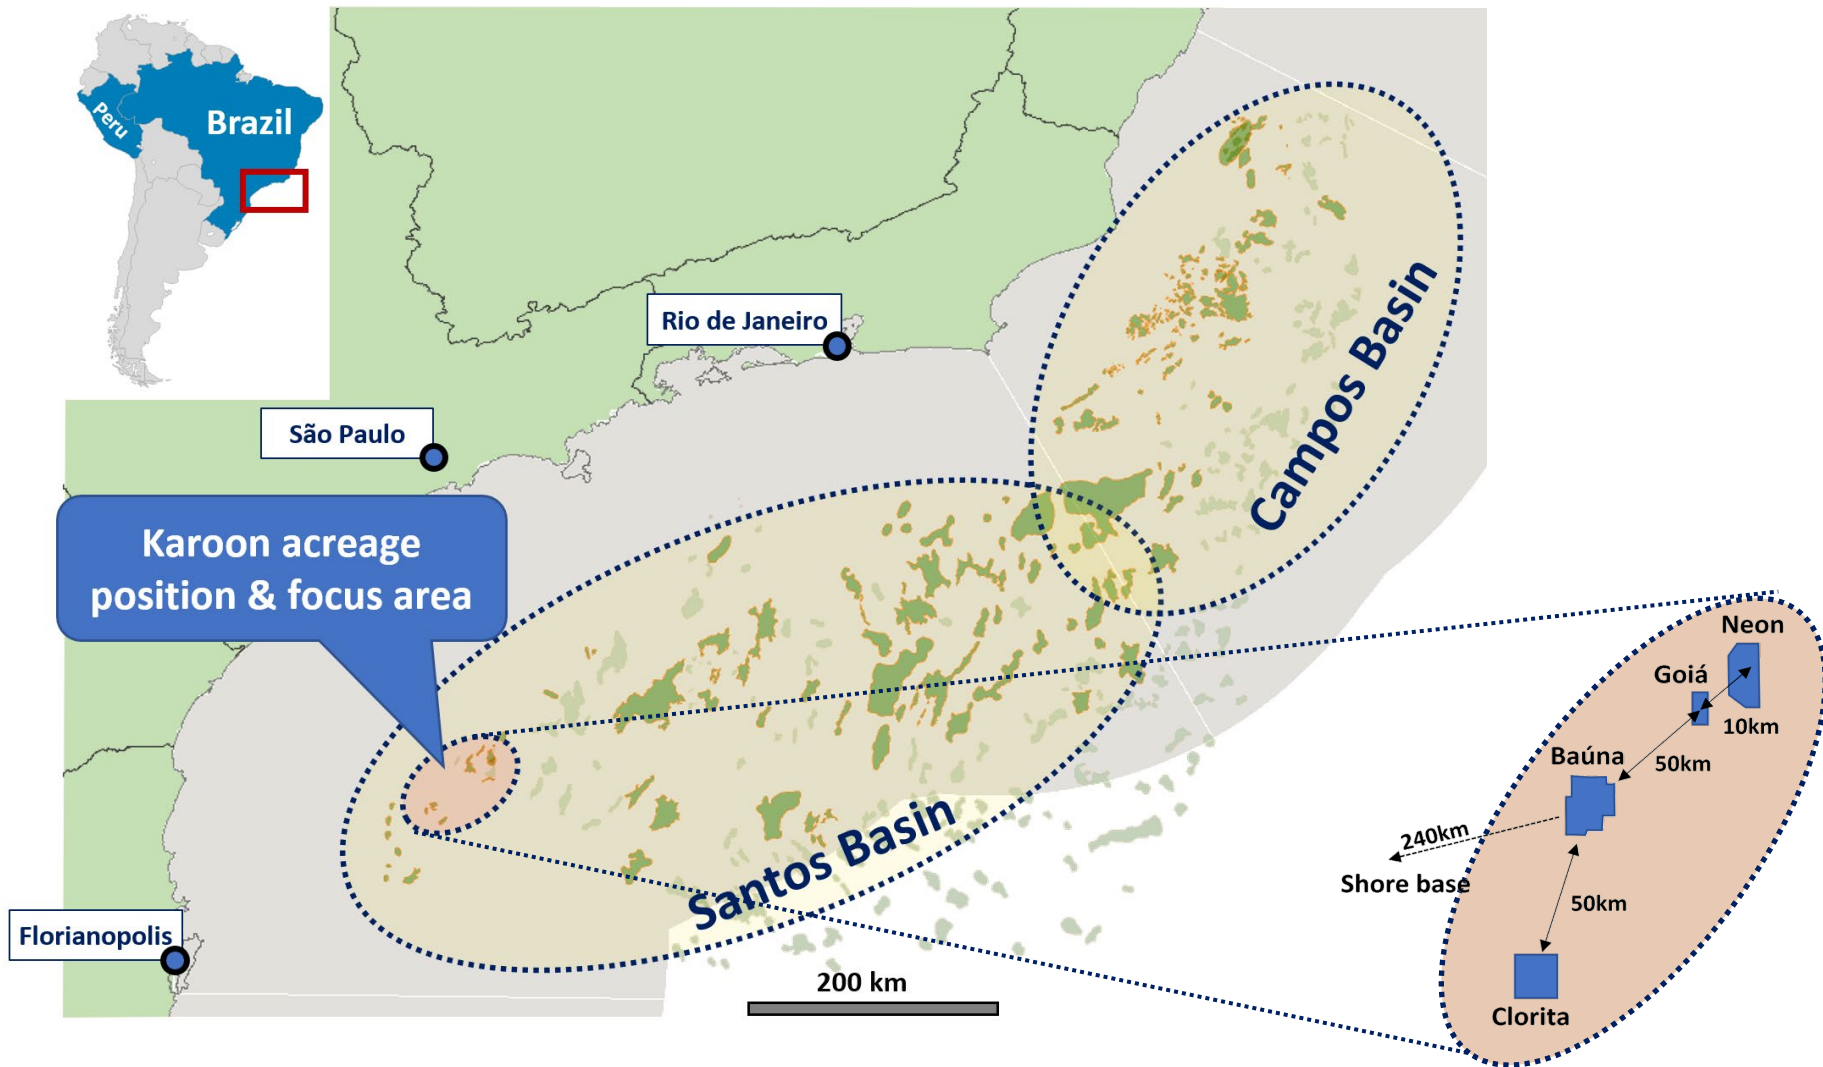 Peru
Brazil
Rio de Janeiro
São Paulo
Campos Basin
Karoon acreage
position & focus area
Santos Basin
Florianopolis
200 km
Neon
Goiá
10km
Baúna
50km
240km
Shore base
50km
Clorita